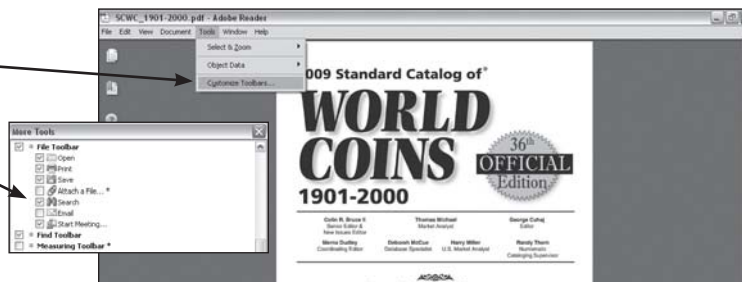 SCWC_1901-2000.pdf - Adobe Reader
File Edit View Document Tools Window Help
Select & Zoom
Object Data
Customize Toolbars...
009 Standard Catalog of®
WORLD
COINS
1901-2000
36th
OFFICIAL
Edition
Colin R. Bruce II
Senior Editor &
New Issues Editor
Thomas Michael
Market Analyst
George Cuhaj
Editor
Merna Dudley
Coordinating Editor
Deborah McCue
Database Specialist
Harry Miller
U.S. Market Analyst
Randy Thern
Numismatic
Cataloging Supervisor
More Tools
File Toolbar
Open
Print
Save
Attach a File... *
Search
Email
Start Meeting...
Find Toolbar
Measuring Toolbar *